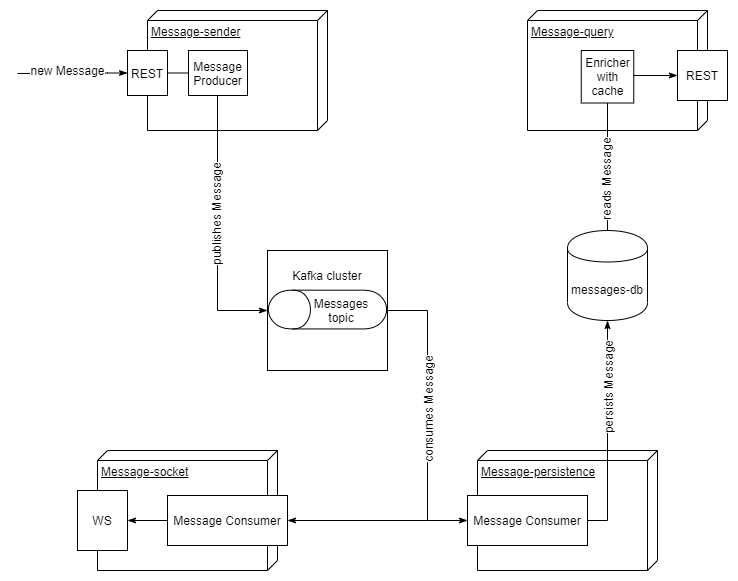 Message-sender
new Message
REST
Message
Producer
Message-query
Enricher
with
cache
REST
publishes Message
reads Message
Kafka cluster
Messages
topic
messages-db
consumes Message
persists Message
Message-socket
WS
Message Consumer
Message-persistence
Message Consumer